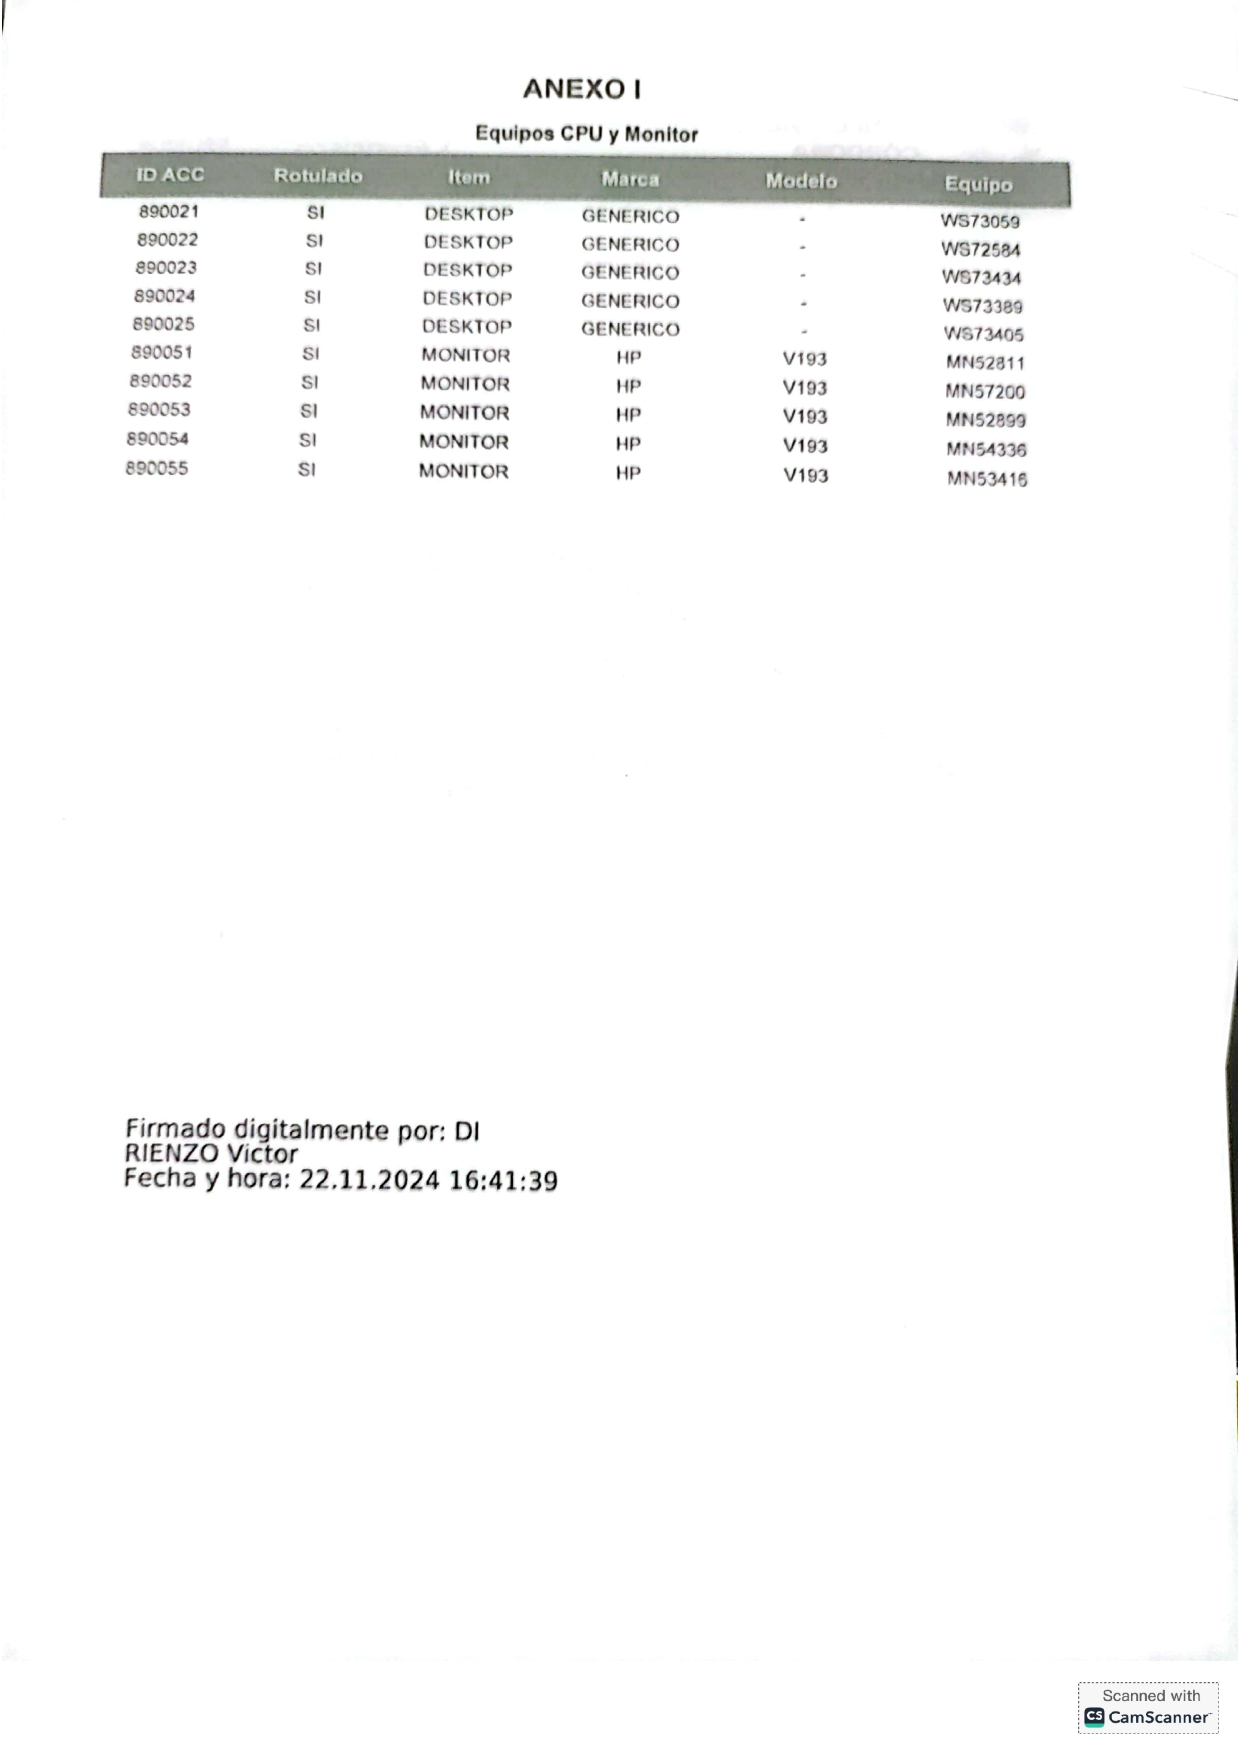 ANEXO I
Equipos CPU y Monitor
ID ACC Rotulado Item Marca Modelo Equipo
890021 SI DESKTOP GENERICO - WS73059
890022 SI DESKTOP GENERICO - WS72584
890023 SI DESKTOP GENERICO - WS73434
890024 SI DESKTOP GENERICO - WS73389
890025 SI DESKTOP GENERICO - WS73405
890051 SI MONITOR HP V193 MN52811
890052 SI MONITOR HP V193 MN57200
890053 SI MONITOR HP V193 MN52899
890054 SI MONITOR HP V193 MN54336
890055 SI MONITOR HP V193 MN53416
Firmado digitalmente por: DI
RIENZO Victor
Fecha y hora: 22.11.2024 16:41:39
Scanned with
CS CamScanner